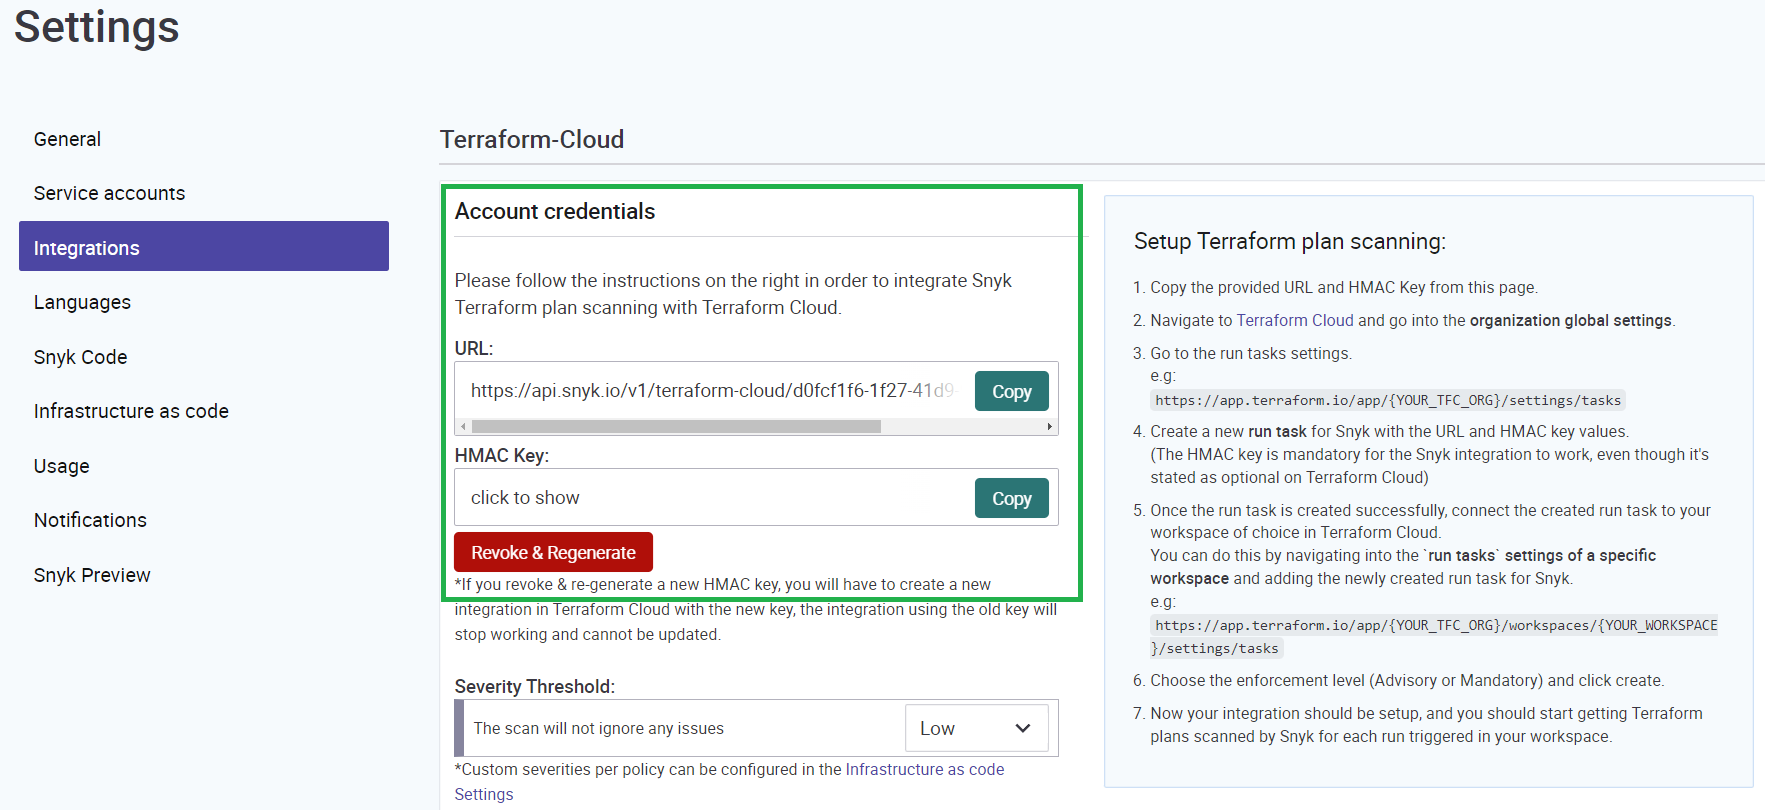 Settings
General
Service accounts
Integrations
Languages
Snyk Code
Infrastructure as code
Usage
Notifications
Snyk Preview
Terraform-Cloud
Account credentials
Please follow the instructions on the right in order to integrate Snyk
Terraform plan scanning with Terraform Cloud.
URL:
https://api.snyk.io/v1/terraform-cloud/d0fcf1f6-1f27-41d9-
Copy
HMAC Key:
click to show
Copy
Revoke & Regenerate
*If you revoke & re-generate a new HMAC key, you will have to create a new
integration in Terraform Cloud with the new key, the integration using the old key will
stop working and cannot be updated.
Severity Threshold:
The scan will not ignore any issues
Low
*Custom severities per policy can be configured in the Infrastructure as code
Settings
Setup Terraform plan scanning:
1. Copy the provided URL and HMAC Key from this page.
2. Navigate to Terraform Cloud and go into the organization global settings.
3. Go to the run tasks settings.
e.g:
https://app.terraform.io/app/{YOUR_TFC_ORG}/settings/tasks
4. Create a new run task for Snyk with the URL and HMAC key values.
(The HMAC key is mandatory for the Snyk integration to work, even though it's
stated as optional on Terraform Cloud)
5. Once the run task is created successfully, connect the created run task to your
workspace of choice in Terraform Cloud.
You can do this by navigating into the `run tasks` settings of a specific
workspace and adding the newly created run task for Snyk.
e.g:
https://app.terraform.io/app/{YOUR_TFC_ORG}/workspaces/{YOUR_WORKSPACE
}/settings/tasks
6. Choose the enforcement level (Advisory or Mandatory) and click create.
7. Now your integration should be setup, and you should start getting Terraform
plans scanned by Snyk for each run triggered in your workspace.